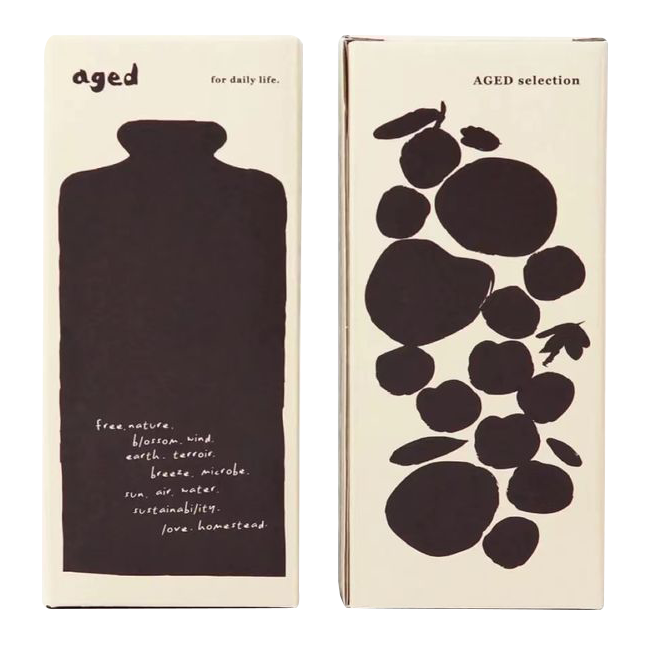 aged
for daily life.
free. nature.
blossom. wind.
earth. terroir.
breeze. microbe.
sun. air. water.
sustainability.
love. homestead.
AGED selection